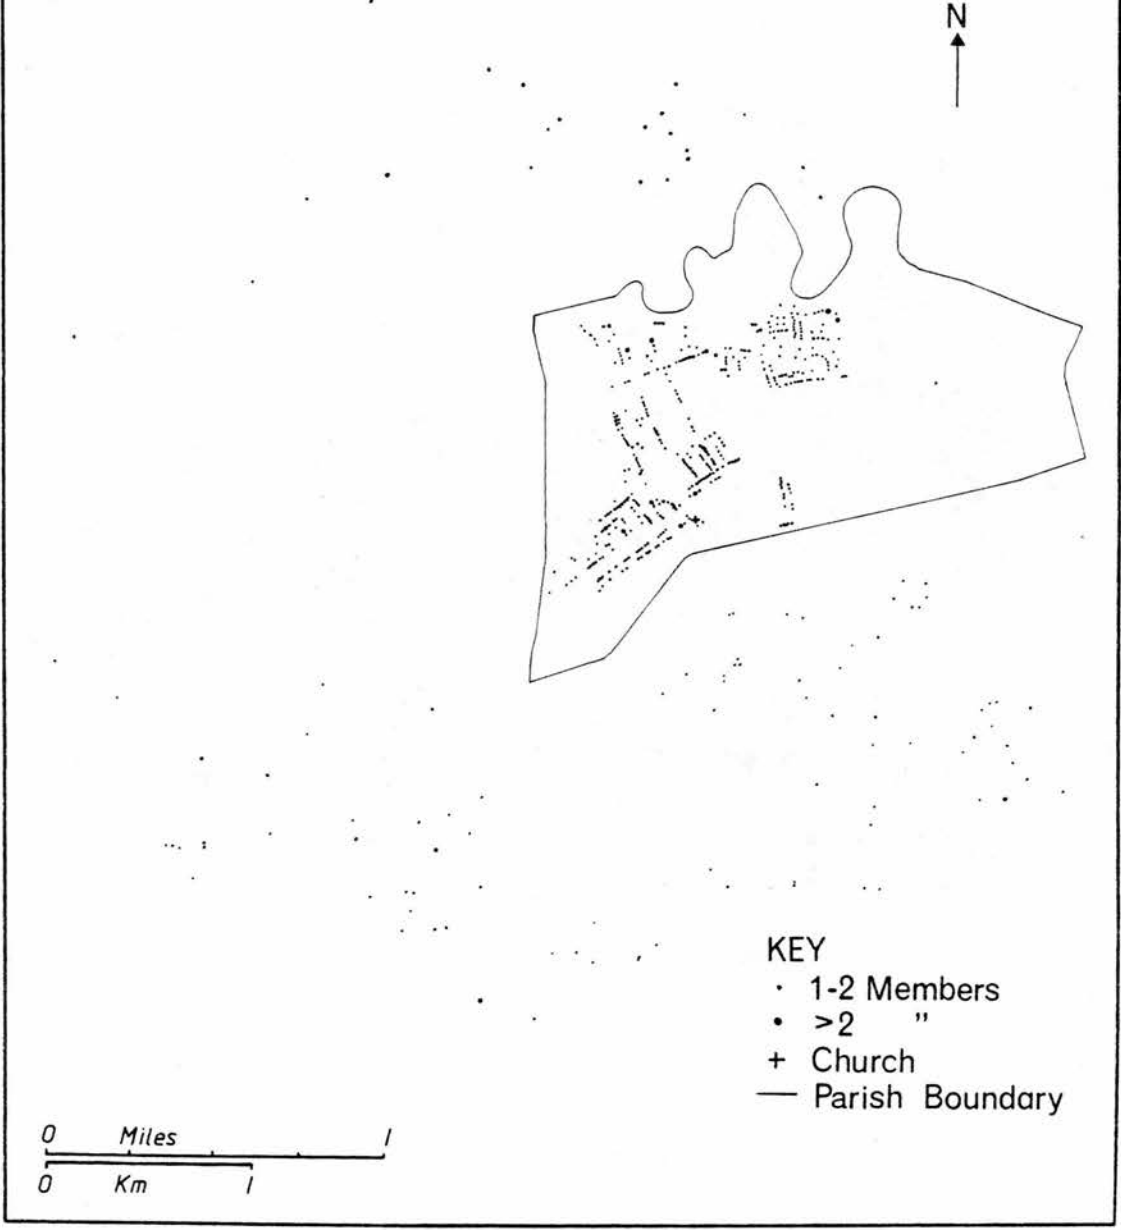 N
KEY
· 1-2 Members
• >2 "
+ Church
— Parish Boundary
0 Miles 1
0 Km 1